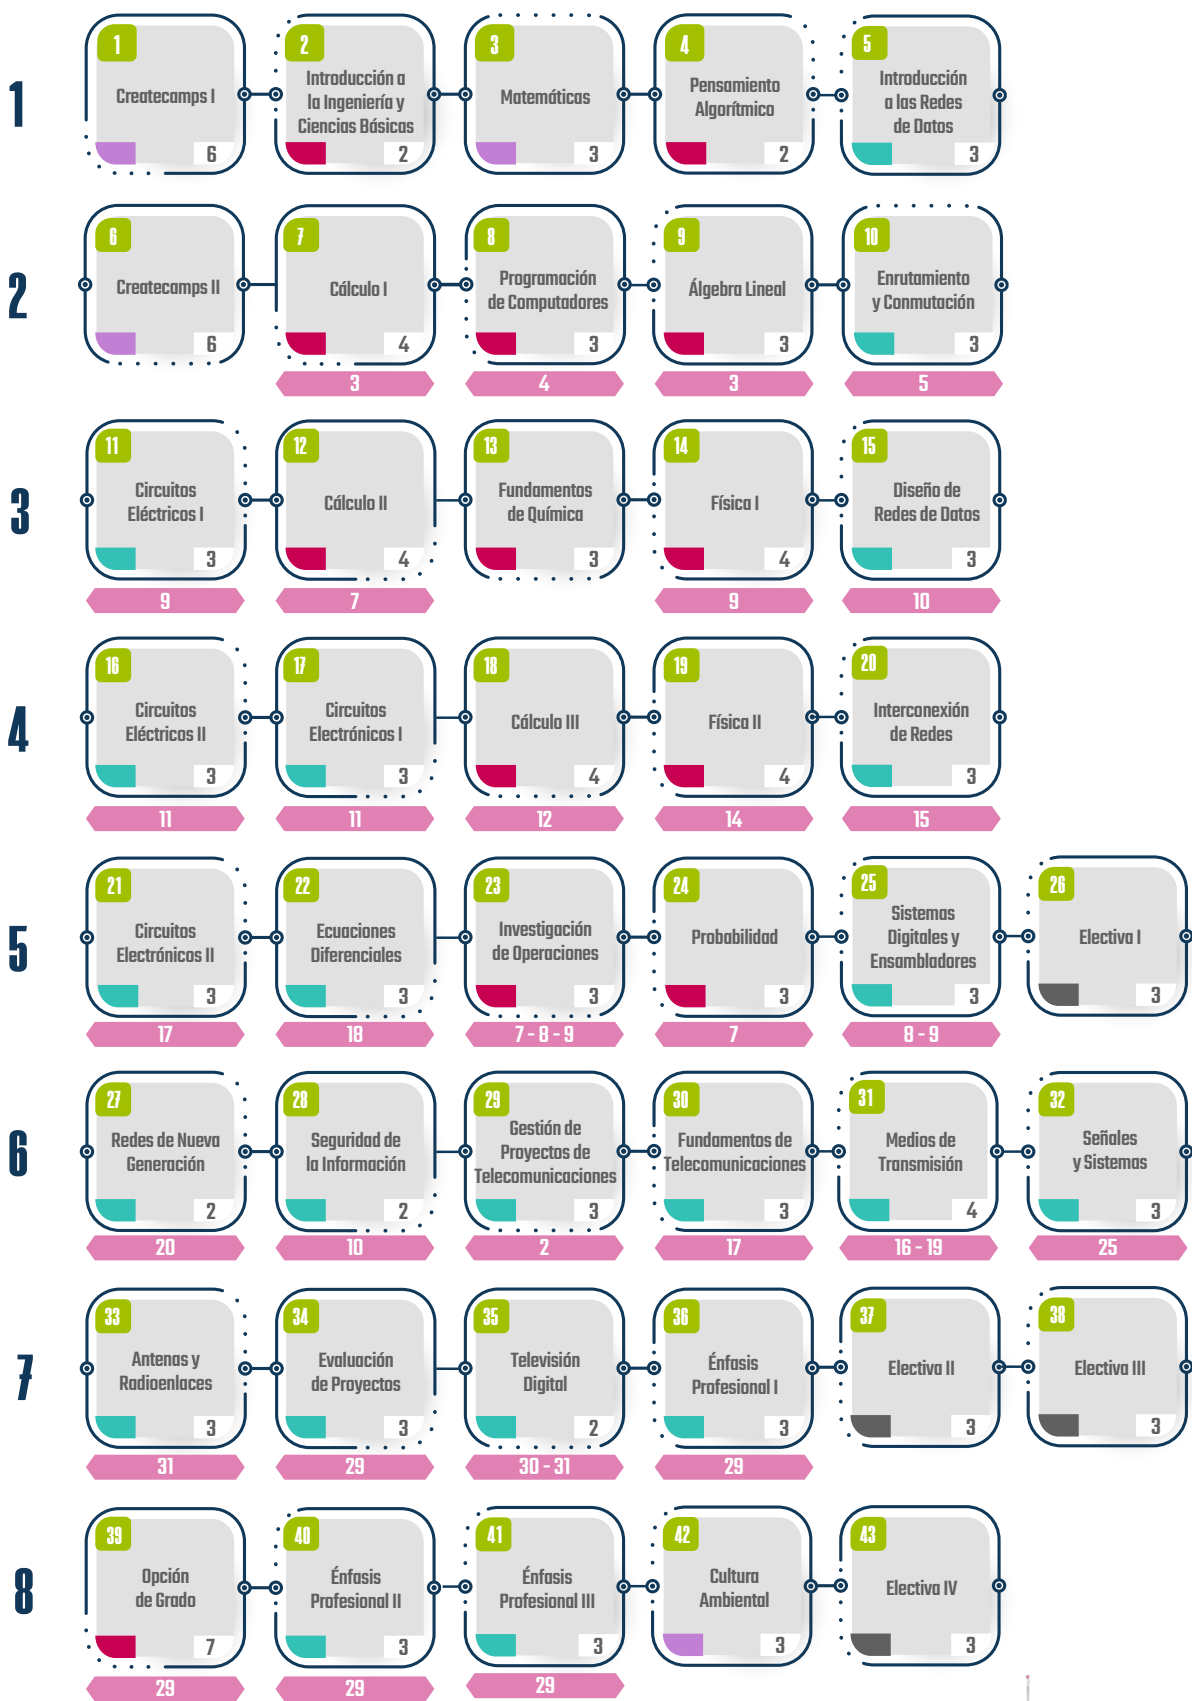 1
1
Createcamps I
6
2
Introducción a
la Ingeniería y
Ciencias Básicas
2
3
Matemáticas
3
4
Pensamiento
Algorítmico
2
5
Introducción
a las Redes
de Datos
3
2
6
Createcamps II
6
7
Cálculo I
4
3
8
Programación
de Computadores
3
4
9
Álgebra Lineal
3
3
10
Enrutamiento
y Conmutación
3
5
3
11
Circuitos
Eléctricos I
3
9
12
Cálculo II
4
7
13
Fundamentos
de Química
3
14
Física I
4
9
15
Diseño de
Redes de Datos
3
10
4
16
Circuitos
Eléctricos II
3
11
17
Circuitos
Electrónicos I
3
11
18
Cálculo III
4
12
19
Física II
4
14
20
Interconexión
de Redes
3
15
5
21
Circuitos
Electrónicos II
3
17
22
Ecuaciones
Diferenciales
3
18
23
Investigación
de Operaciones
3
7 - 8 - 9
24
Probabilidad
3
7
25
Sistemas
Digitales y
Ensambladores
3
8 - 9
26
Electiva I
3
6
27
Redes de Nueva
Generación
2
20
28
Seguridad de
la Información
2
10
29
Gestión de
Proyectos de
Telecomunicaciones
3
2
30
Fundamentos de
Telecomunicaciones
3
17
31
Medios de
Transmisión
4
16 - 19
32
Señales
y Sistemas
3
25
7
33
Antenas y
Radioenlaces
3
31
34
Evaluación
de Proyectos
3
29
35
Televisión
Digital
2
30 - 31
36
Énfasis
Profesional I
3
29
37
Electiva II
3
38
Electiva III
3
8
39
Opción
de Grado
7
29
40
Énfasis
Profesional II
3
29
41
Énfasis
Profesional III
3
29
42
Cultura
Ambiental
3
43
Electiva IV
3